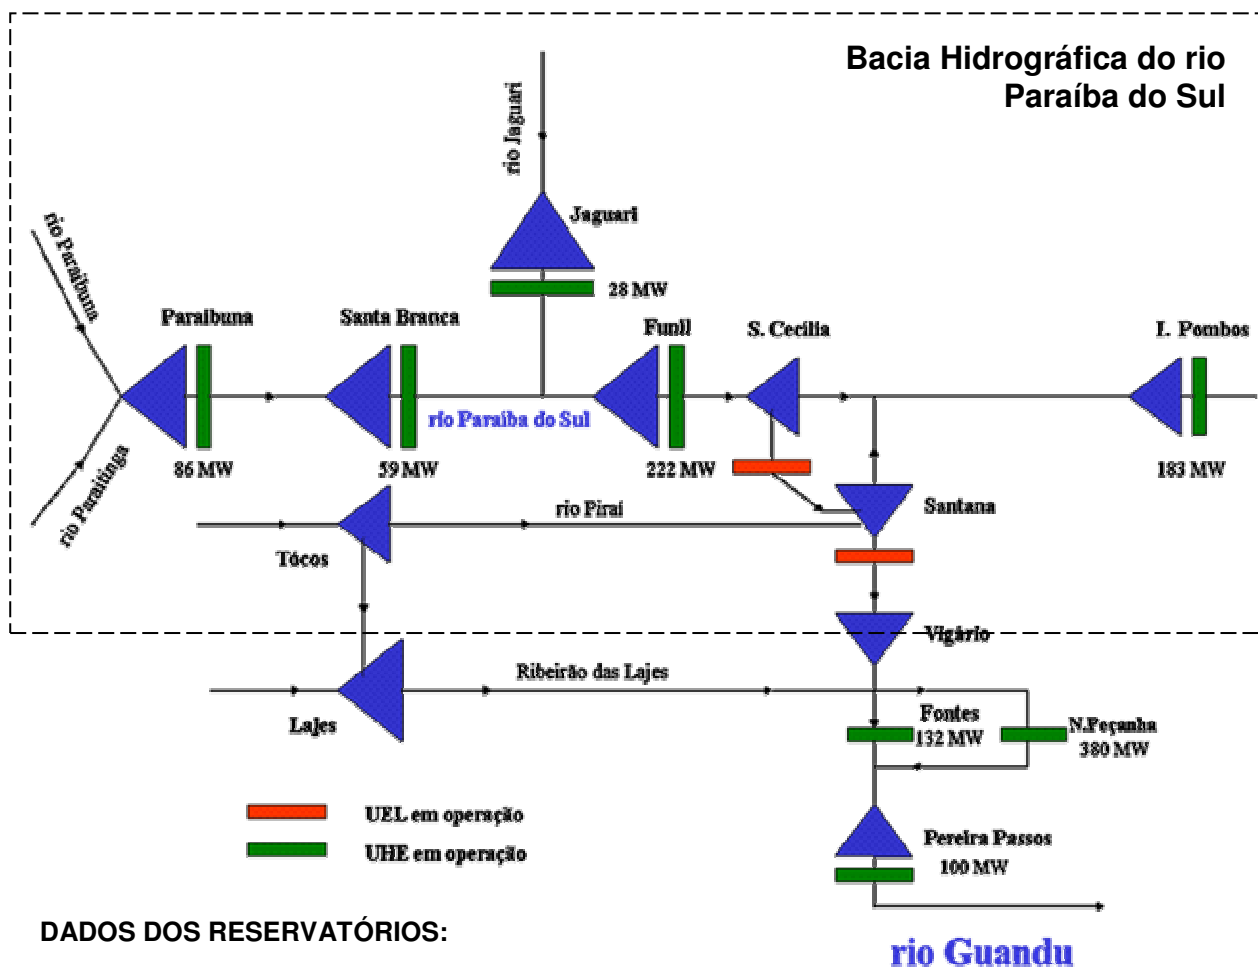 Bacia Hidrográfica do rio
Paraíba do Sul
rio Jaguari
Jaguari
28 MW
rio Paraibuna
rio Paraitinga
Paraibuna
86 MW
Santa Branca
59 MW
rio Paraíba do Sul
Funil
222 MW
S. Cecília
I. Pombos
183 MW
Santana
rio Piraí
Tócos
Vigário
Ribeirão das Lajes
Lajes
Fontes
132 MW
N.Peçanha
380 MW
UEL em operação
UHE em operação
Pereira Passos
100 MW
DADOS DOS RESERVATÓRIOS:
rio Guandu